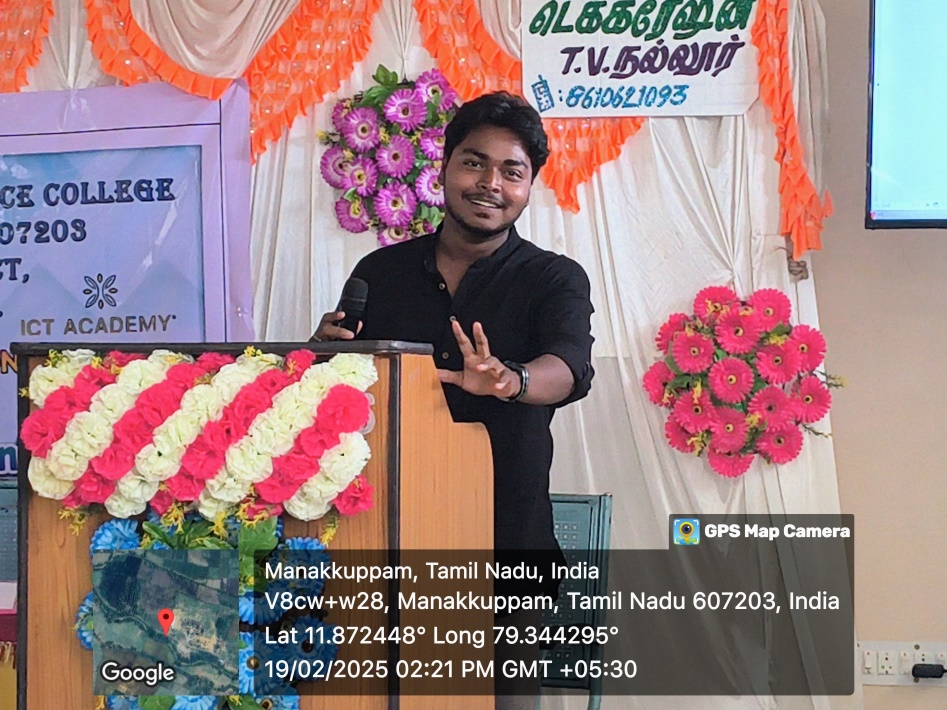 டெக்கரேஷன்
T.V. நல்லூர்
: 8610621093
CE COLLEGE
07203
CT,
ICT ACADEMY
ON
GPS Map Camera
Manakkuppam, Tamil Nadu, India
V8cw+w28, Manakkuppam, Tamil Nadu 607203, India
Lat 11.872448° Long 79.344295°
19/02/2025 02:21 PM GMT +05:30
Google